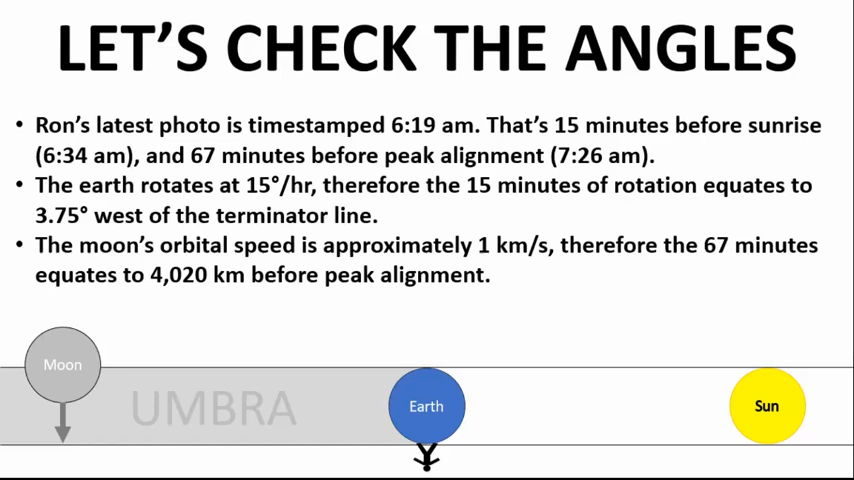 LET’S CHECK THE ANGLES
• Ron’s latest photo is timestamped 6:19 am. That’s 15 minutes before sunrise
(6:34 am), and 67 minutes before peak alignment (7:26 am).
• The earth rotates at 15°/hr, therefore the 15 minutes of rotation equates to
3.75° west of the terminator line.
• The moon’s orbital speed is approximately 1 km/s, therefore the 67 minutes
equates to 4,020 km before peak alignment.
Moon
UMBRA
Earth
Sun